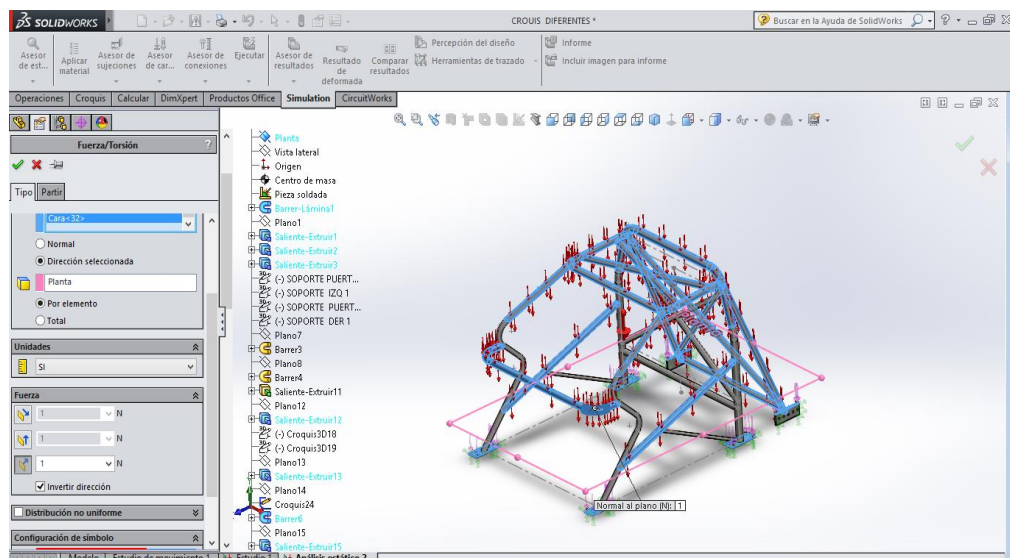 SOLIDWORKS
CROUIS DIFERENTES *
Buscar en la Ayuda de SolidWorks
Asesor de est...
Aplicar material
Asesor de sujeciones
Asesor de car...
Asesor de conexiones
Ejecutar
Asesor de resultados
Resultado de deformada
Comparar resultados
Percepción del diseño
Herramientas de trazado
Informe
Incluir imagen para informe
Operaciones Croquis Calcular DimXpert Productos Office Simulation CircuitWorks
Fuerza/Torsión ?
Tipo Partir
Cara<32>
Normal
Dirección seleccionada
Planta
Por elemento
Total
Unidades
SI
Fuerza
1 N
1 N
1 N
Invertir dirección
Distribución no uniforme
Configuración de símbolo
Planta
Vista lateral
Origen
Centro de masa
Pieza soldada
Barrer-Lámina1
Plano1
Saliente-Extruir1
Saliente-Extruir2
Saliente-Extruir3
(-) SOPORTE PUERT...
(-) SOPORTE IZQ 1
(-) SOPORTE PUERT...
(-) SOPORTE DER 1
Plano7
Barrer3
Plano8
Barrer4
Saliente-Extruir11
Plano12
Saliente-Extruir12
(-) Croquis3D18
(-) Croquis3D19
Plano13
Saliente-Extruir13
Plano14
Croquis24
Barrer6
Plano15
Saliente-Extruir15
Normal al plano (N): 1
Modelo Estudio de movimiento 1 Estudio 1 Análisis estático 2